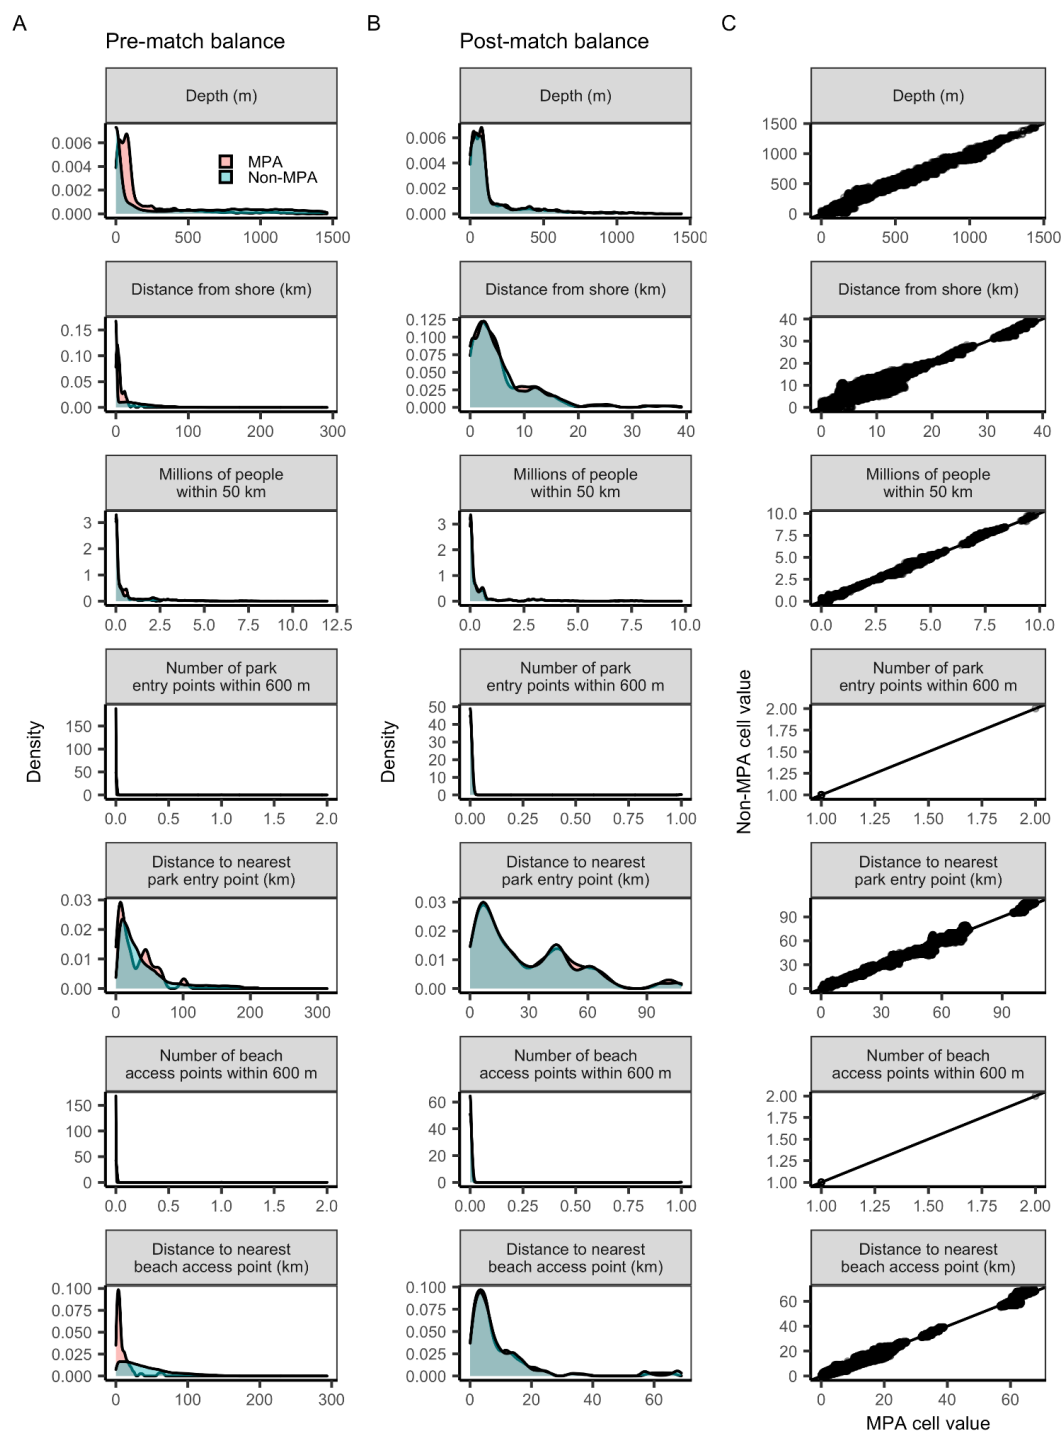 A
B
C
Pre-match balance
Post-match balance
Depth (m)
Depth (m)
Depth (m)
0.006
0.004
0.002
0.000
MPA
Non-MPA
0 500 1000 1500
0.006
0.004
0.002
0.000
0 500 1000 1500
1500
1000
500
0
0 500 1000 1500
Distance from shore (km)
Distance from shore (km)
Distance from shore (km)
0.15
0.10
0.05
0.00
0 100 200 300
0.125
0.100
0.075
0.050
0.025
0.000
0 10 20 30 40
40
30
20
10
0
0 10 20 30 40
Millions of people
within 50 km
Millions of people
within 50 km
Millions of people
within 50 km
3
2
1
0
0.0 2.5 5.0 7.5 10.0 12.5
3
2
1
0
0.0 2.5 5.0 7.5 10.0
10.0
7.5
5.0
2.5
0.0
0.0 2.5 5.0 7.5 10.0
Density
Density
Non-MPA cell value
Number of park
entry points within 600 m
Number of park
entry points within 600 m
Number of park
entry points within 600 m
150
100
50
0
0.0 0.5 1.0 1.5 2.0
50
40
30
20
10
0
0.00 0.25 0.50 0.75 1.00
2.00
1.75
1.50
1.25
1.00
1.00 1.25 1.50 1.75 2.00
Distance to nearest
park entry point (km)
Distance to nearest
park entry point (km)
Distance to nearest
park entry point (km)
0.03
0.02
0.01
0.00
0 100 200 300
0.03
0.02
0.01
0.00
0 30 60 90
90
60
30
0
0 30 60 90
Number of beach
access points within 600 m
Number of beach
access points within 600 m
Number of beach
access points within 600 m
150
100
50
0
0.0 0.5 1.0 1.5 2.0
60
40
20
0
0.00 0.25 0.50 0.75 1.00
2.00
1.75
1.50
1.25
1.00
1.00 1.25 1.50 1.75 2.00
Distance to nearest
beach access point (km)
Distance to nearest
beach access point (km)
Distance to nearest
beach access point (km)
0.100
0.075
0.050
0.025
0.000
0 100 200 300
0.100
0.075
0.050
0.025
0.000
0 20 40 60
60
40
20
0
0 20 40 60
MPA cell value